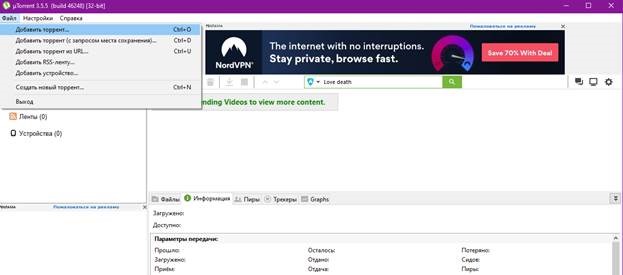 µTorrent 3.5.5 (build 46248) [32-bit]
Файл Настройки Справка
Добавить торрент... Ctrl+O
Добавить торрент (с запросом места сохранения)... Ctrl+D
Добавить торрент из URL... Ctrl+U
Добавить RSS-ленту...
Добавить устройство...
Создать новый торрент... Ctrl+N
Выход
Ленты (0)
Устройства (0)
Реклама Пожаловаться на рекламу
NordVPN
The internet with no interruptions.
Stay private, browse fast.
Save 70% With Deal
Love death
nding Videos to view more content.
Реклама Пожаловаться на рекламу
Файлы Информация Пиры Трекеры Graphs
Загружено:
Доступно:
Параметры передачи:
Прошло: Осталось: Потеряно:
Загружено: Отдано: Сидов:
Приём: Отдача: Пиры: